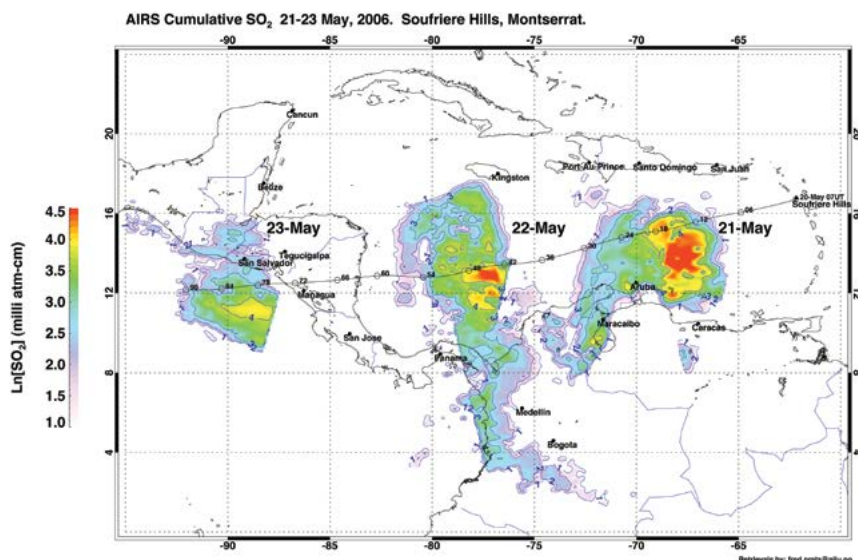 AIRS Cumulative SO₂ 21-23 May, 2006. Soufriere Hills, Montserrat.
-90 -85 -80 -75 -70 -65
Cancun
20
Kingston
Port-Au-Prince
Santo Domingo
San Juan
Belize
20-May 07UT
Soufriere Hills
16
23-May
22-May
21-May
Tegucigalpa
San Salvador
Managua
Aruba
12
Maracaibo
Caracas
San Jose
Panama
8
Medellin
Bogota
4
-90 -85 -80 -75 -70 -65
Ln[SO₂] (milli atm-cm)
4.5
4.0
3.5
3.0
2.5
2.0
1.5
1.0